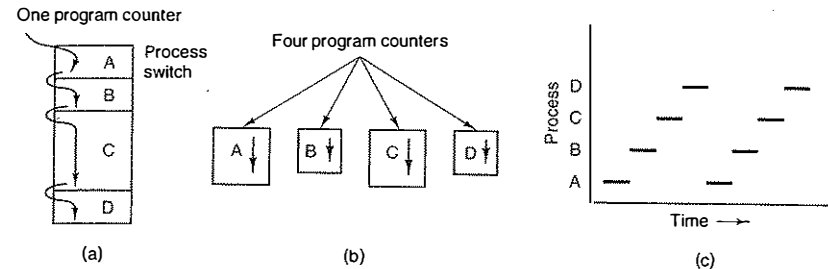 One program counter
Process
switch
A
B
C
D
(a)
Four program counters
A
B
C
D
(b)
Process
D
C
B
A
Time
(c)